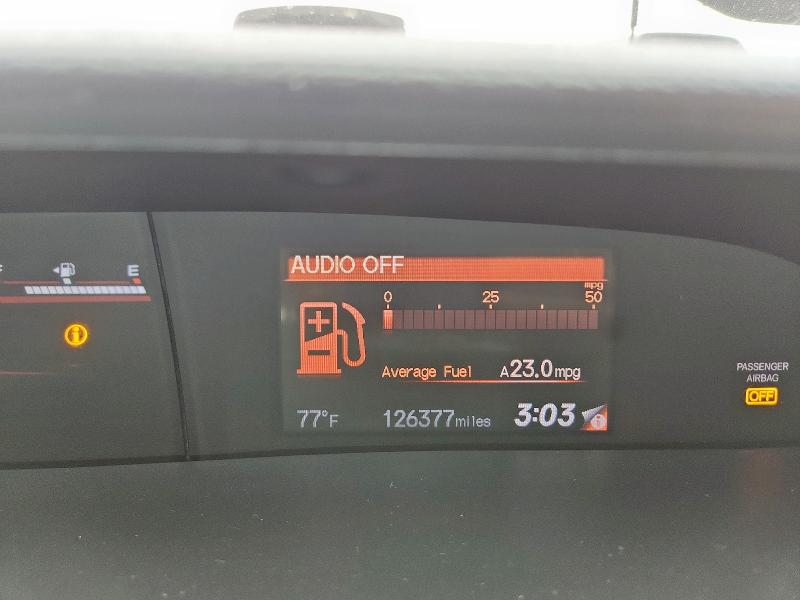 AUDIO OFF
mpg
0 25 50
E
Average Fuel A23.0mpg
PASSENGER
AIRBAG
OFF
77°F 126377miles 3:03